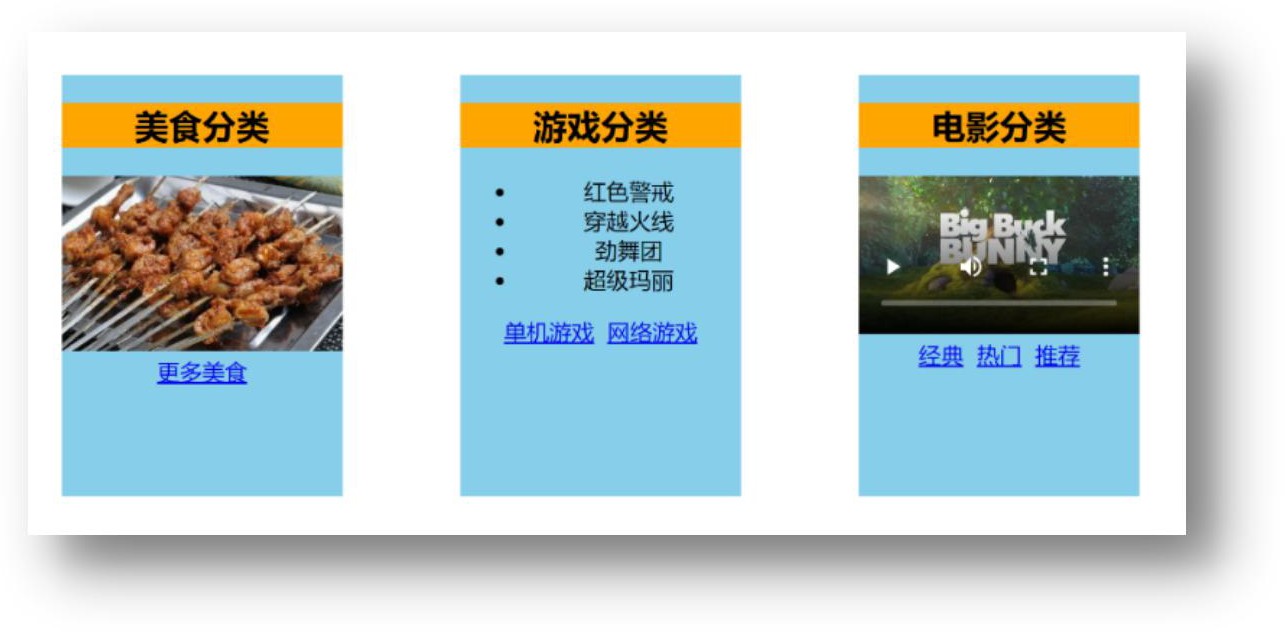 美食分类
更多美食
游戏分类
红色警戒
穿越火线
劲舞团
超级玛丽
单机游戏 网络游戏
电影分类
Big Buck
BUNNY
经典 热门 推荐